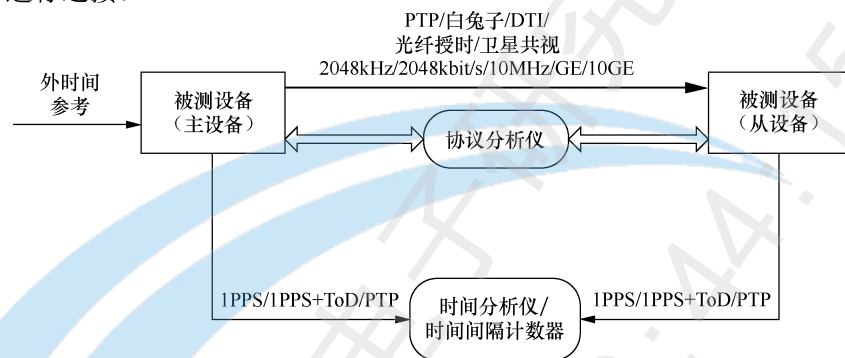 PTP/白兔子/DTI/
光纤授时/卫星共视
2048kHz/2048kbit/s/10MHz/GE/10GE
外时间
参考
被测设备
（主设备）
协议分析仪
被测设备
（从设备）
1PPS/1PPS+ToD/PTP
时间分析仪/
时间间隔计数器
1PPS/1PPS+ToD/PTP